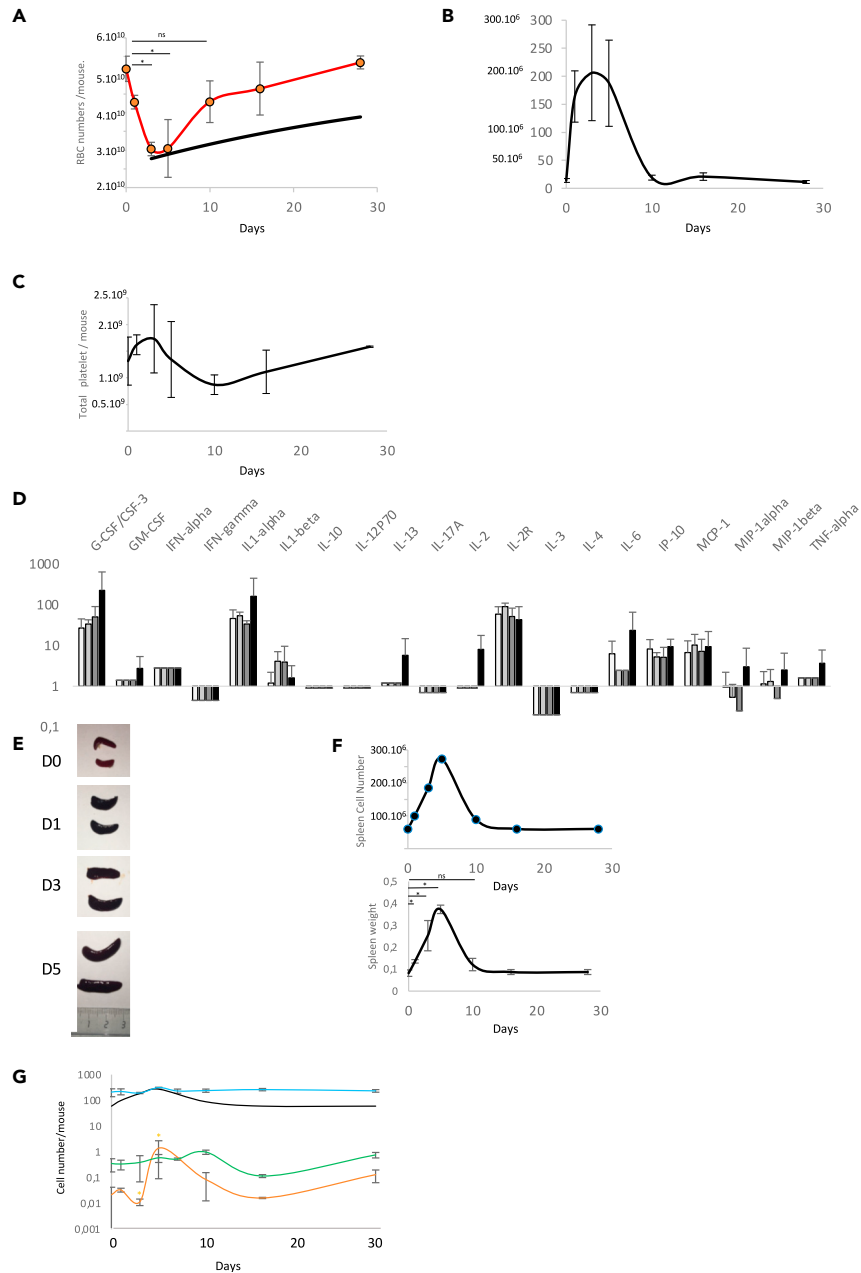 A
ns
*
*
6.10¹⁰
5.10¹⁰
4.10¹⁰
3.10¹⁰
2.10¹⁰
RBC numbers /mouse.
0 10 20 30
Days
B
300.10⁶
200.10⁶
100.10⁶
50.10⁶
300
250
200
150
100
50
0
0 10 20 30
Days
C
2.5.10⁹
2.10⁹
1.10⁹
0.5.10⁹
Total platelet / mouse
0 10 20 30
Days
D
G-CSF/CSF-3
GM-CSF
IFN-alpha
IFN-gamma
IL1-alpha
IL1-beta
IL-10
IL-12P70
IL-13
IL-17A
IL-2
IL-2R
IL-3
IL-4
IL-6
IP-10
MCP-1
MIP-1alpha
MIP-1beta
TNF-alpha
1000
100
10
1
0,1
E
D0
D1
D3
D5
1 2 3
F
300.10⁶
200.10⁶
100.10⁶
Spleen Cell Number
0 10 20 30
Days
ns
*
*
*
0,5
0,4
0,3
0,2
0,1
0
Spleen weight
0 10 20 30
Days
G
1000
100
10
1
0,1
0,01
0,001
Cell number/mouse
*
*
0 10 20 30
Days